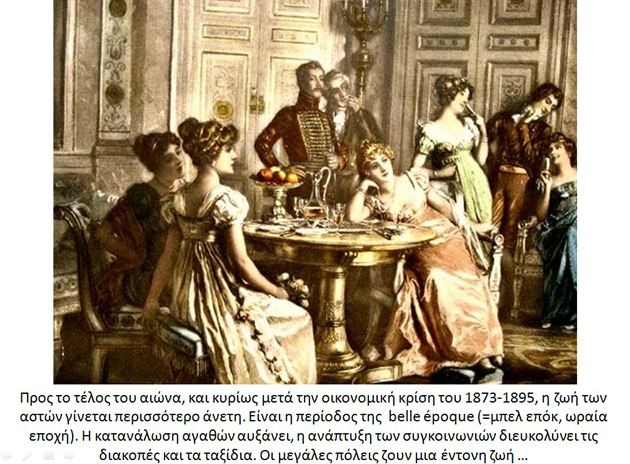 Προς το τέλος του αιώνα, και κυρίως μετά την οικονομική κρίση του 1873-1895, η ζωή των
αστών γίνεται περισσότερο άνετη. Είναι η περίοδος της  belle époque (=μπελ επόκ, ωραία
εποχή). Η κατανάλωση αγαθών αυξάνει, η ανάπτυξη των συγκοινωνιών διευκολύνει τις
διακοπές και τα ταξίδια. Οι μεγάλες πόλεις ζουν μια έντονη ζωή ...